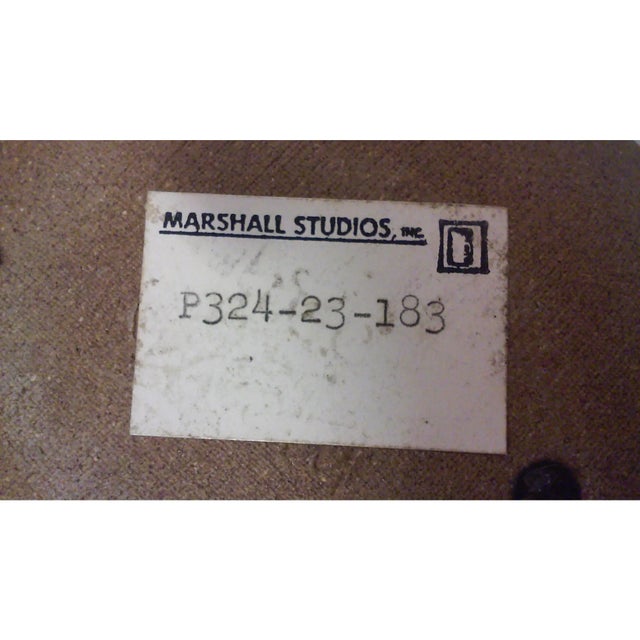 MARSHALL STUDIOS, INC.
P324-23-183